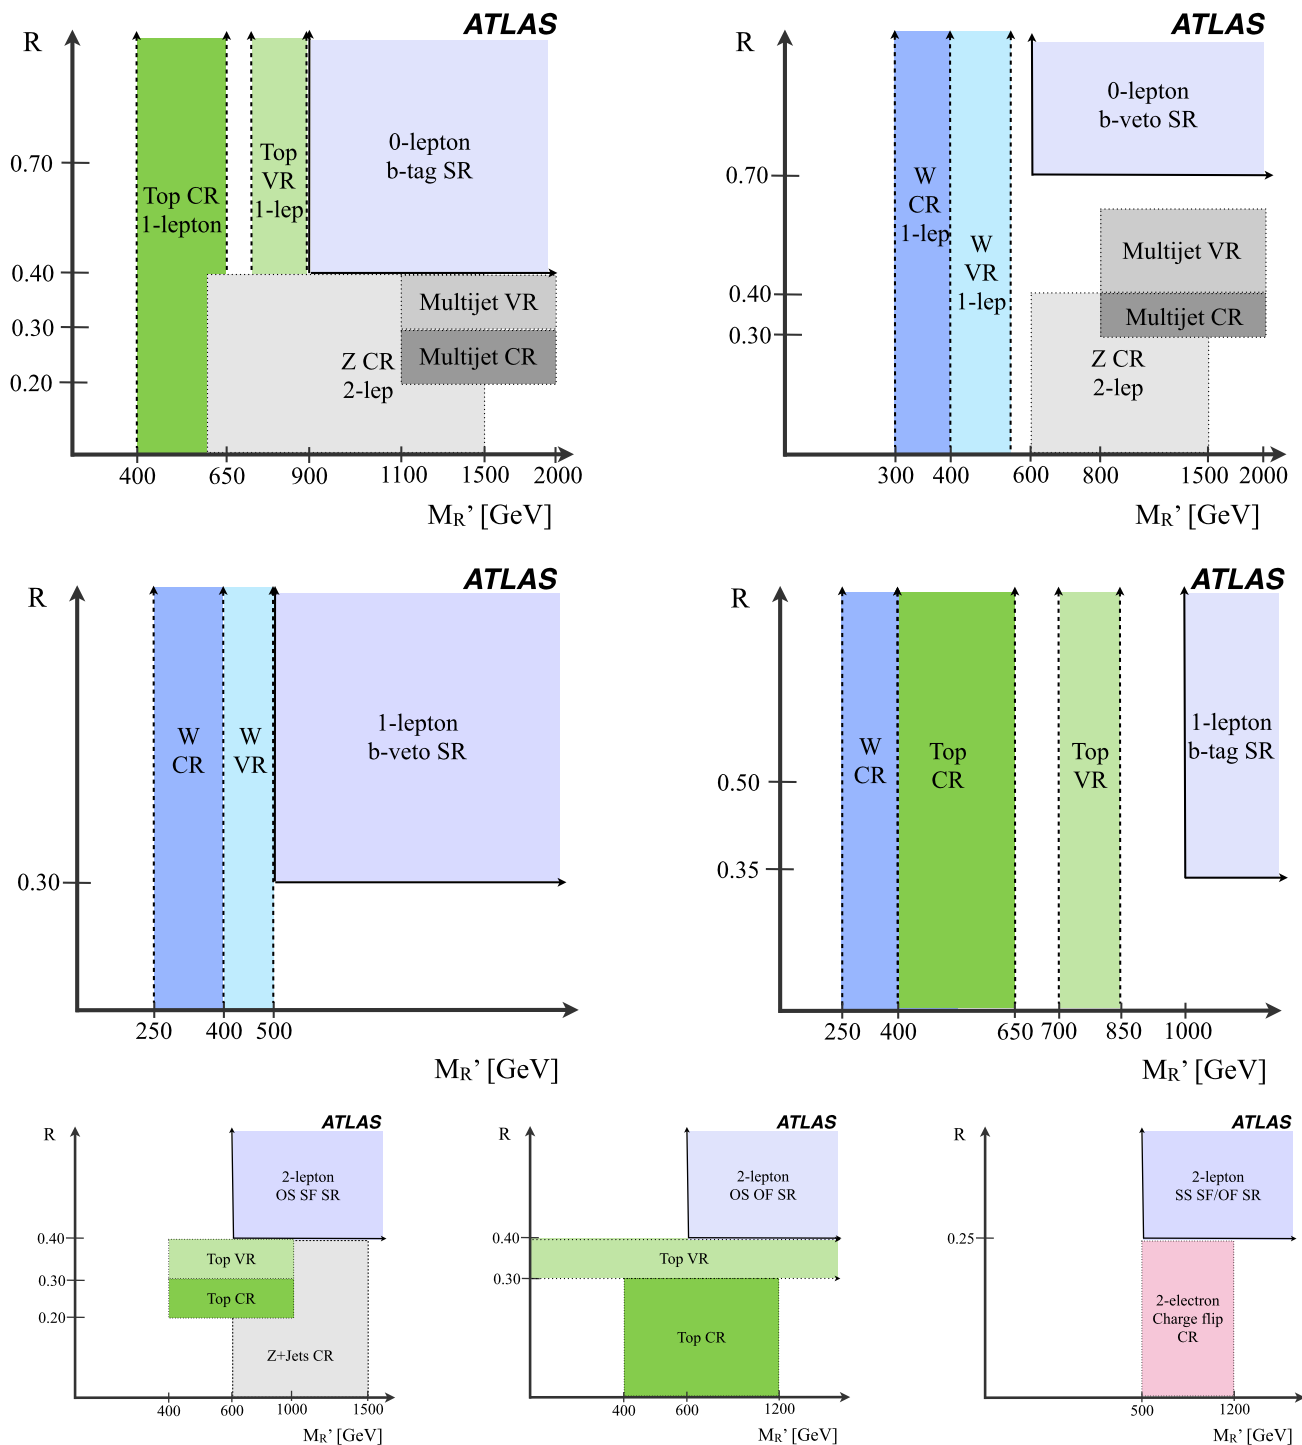 ATLAS
R
0-lepton
b-tag SR
Top
VR
1-lep
0.70
Top CR
1-lepton
0.40
Multijet VR
0.30
Z CR
2-lep
Multijet CR
0.20
400 650 900 1100 1500 2000
MR’ [GeV]
ATLAS
R
0-lepton
b-veto SR
0.70
W
CR
1-lep
W
VR
1-lep
Multijet VR
0.40
Multijet CR
0.30
Z CR
2-lep
300 400 600 800 1500 2000
MR’ [GeV]
ATLAS
R
W
CR
W
VR
1-lepton
b-veto SR
0.30
250 400 500
MR’ [GeV]
ATLAS
R
W
CR
Top
CR
Top
VR
1-lepton
b-tag SR
0.50
0.35
250 400 650 700 850 1000
MR’ [GeV]
ATLAS
R
2-lepton
OS SF SR
0.40
Top VR
0.30
Top CR
0.20
Z+Jets CR
400 600 1000 1500
MR’ [GeV]
ATLAS
R
2-lepton
OS OF SR
0.40
Top VR
0.30
Top CR
400 600 1200
MR’ [GeV]
ATLAS
R
2-lepton
SS SF/OF SR
0.25
2-electron
Charge flip
CR
500 1200
MR’ [GeV]